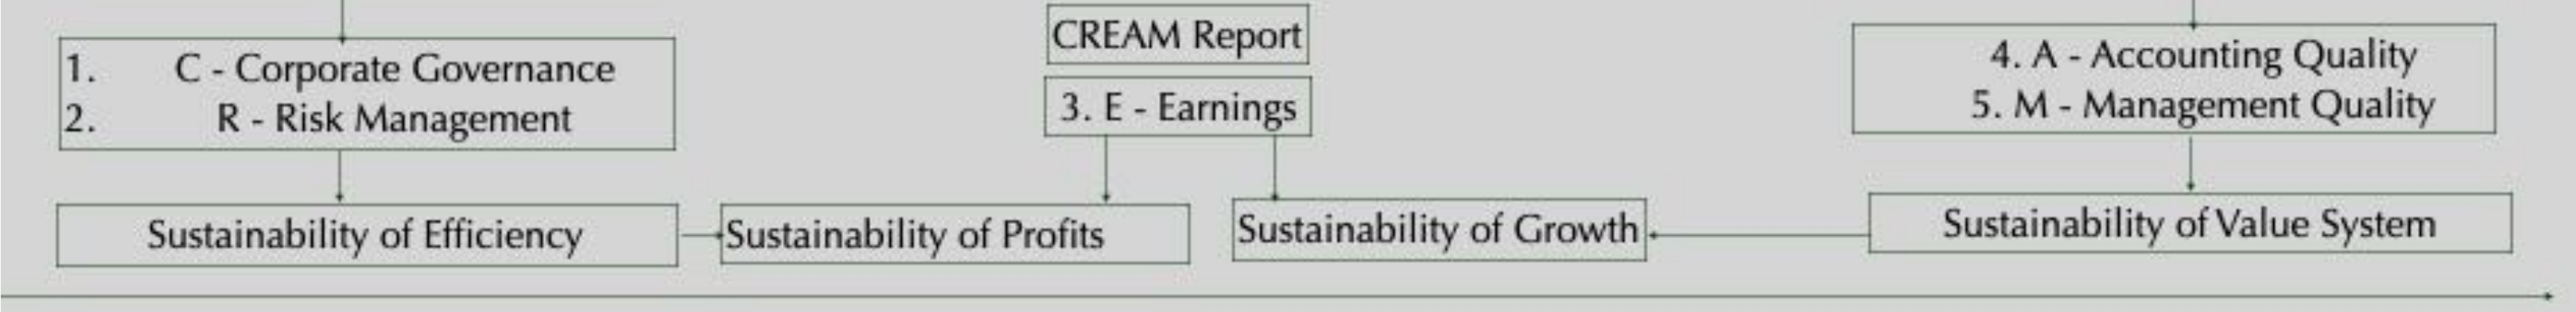 CREAM Report
1. C - Corporate Governance
2. R - Risk Management
3. E - Earnings
4. A - Accounting Quality
5. M - Management Quality
Sustainability of Efficiency
Sustainability of Profits
Sustainability of Growth
Sustainability of Value System